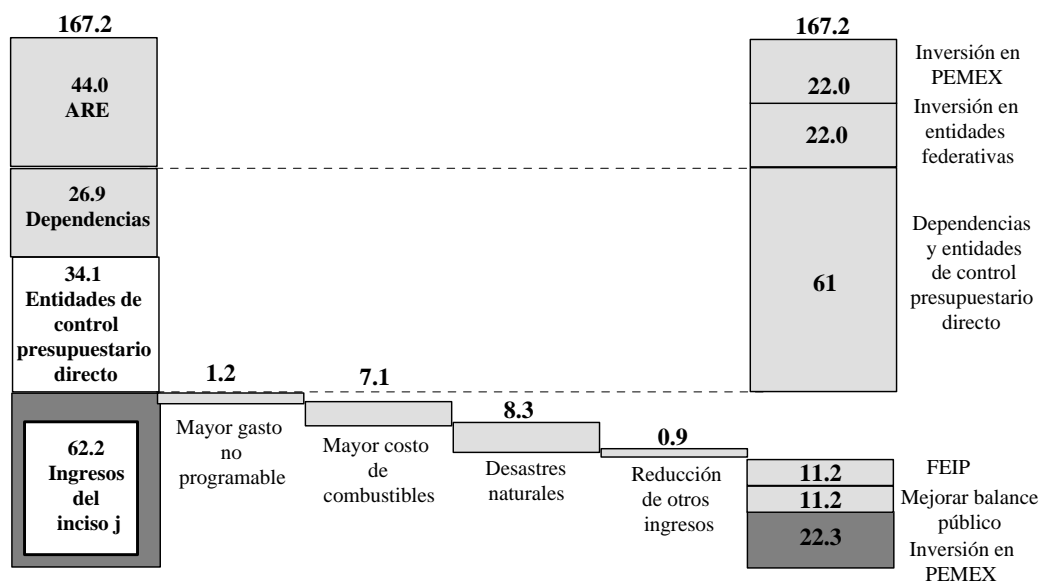 167.2
44.0
ARE
26.9
Dependencias
34.1
Entidades de
control
presupuestario
directo
62.2
Ingresos
del
inciso j
1.2
Mayor gasto
no
programable
7.1
Mayor costo
de
combustibles
8.3
Desastres
naturales
0.9
Reducción
de otros
ingresos
167.2
22.0
Inversión en
PEMEX
22.0
Inversión en
entidades
federativas
61
Dependencias
y entidades
de control
presupuestario
directo
11.2
FEIP
11.2
Mejorar balance
público
22.3
Inversión en
PEMEX